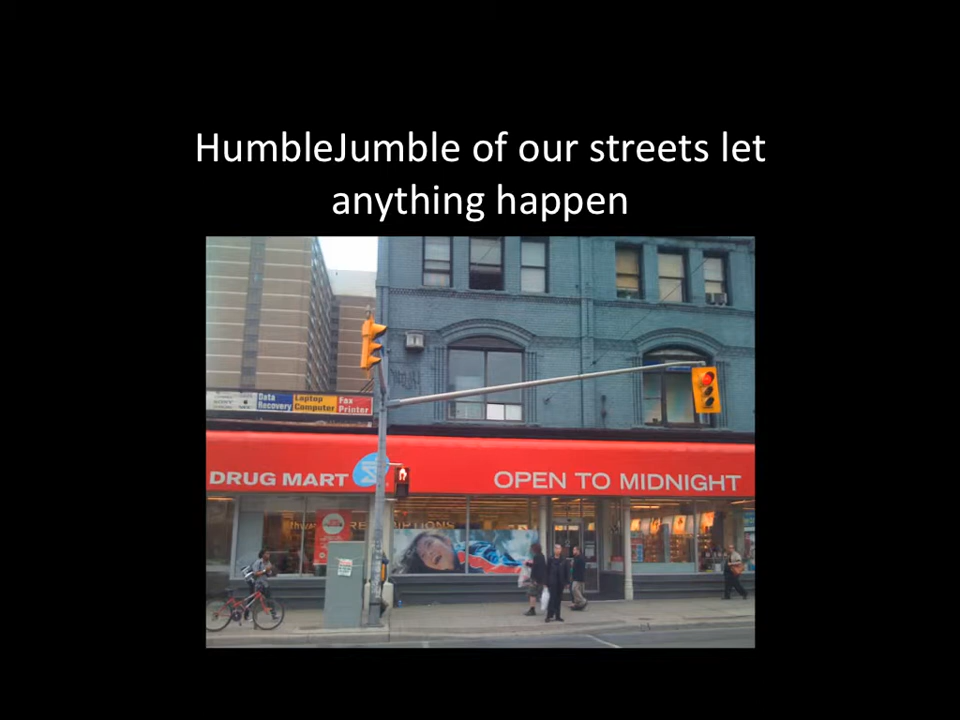 HumbleJumble of our streets let
anything happen
Data
Recovery
Laptop
Computer
Fax
Printer
DRUG MART
OPEN TO MIDNIGHT